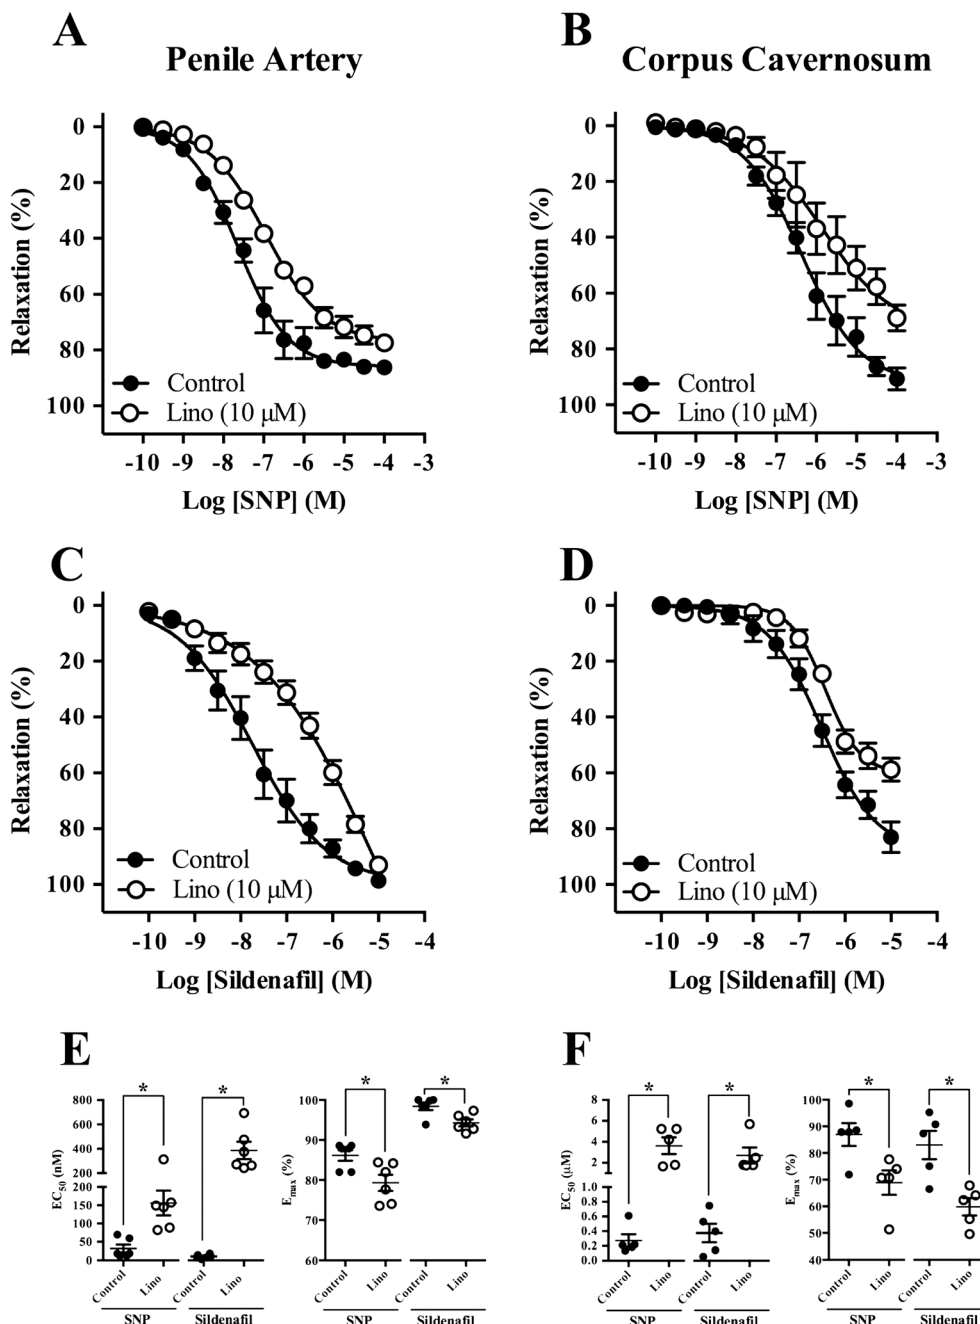 A
Penile Artery
B
Corpus Cavernosum
0
20
40
60
80
100
Relaxation (%)
Control
Lino (10 μM)
-10 -9 -8 -7 -6 -5 -4 -3
Log [SNP] (M)
0
20
40
60
80
100
Relaxation (%)
Control
Lino (10 μM)
-10 -9 -8 -7 -6 -5 -4 -3
Log [SNP] (M)
C
0
20
40
60
80
100
Relaxation (%)
Control
Lino (10 μM)
-10 -9 -8 -7 -6 -5 -4
Log [Sildenafil] (M)
D
0
20
40
60
80
100
Relaxation (%)
Control
Lino (10 μM)
-10 -9 -8 -7 -6 -5 -4
Log [Sildenafil] (M)
E
EC50 (nM)
800
600
400
200
150
100
50
0
* *
Control Lino Control Lino
SNP Sildenafil
Emax (%)
100
90
80
70
60
* *
Control Lino Control Lino
SNP Sildenafil
F
EC50 (μM)
8
6
4
2
1.0
0.8
0.6
0.4
0.2
0.0
* *
Control Lino Control Lino
SNP Sildenafil
Emax (%)
100
90
80
70
60
50
40
* *
Control Lino Control Lino
SNP Sildenafil